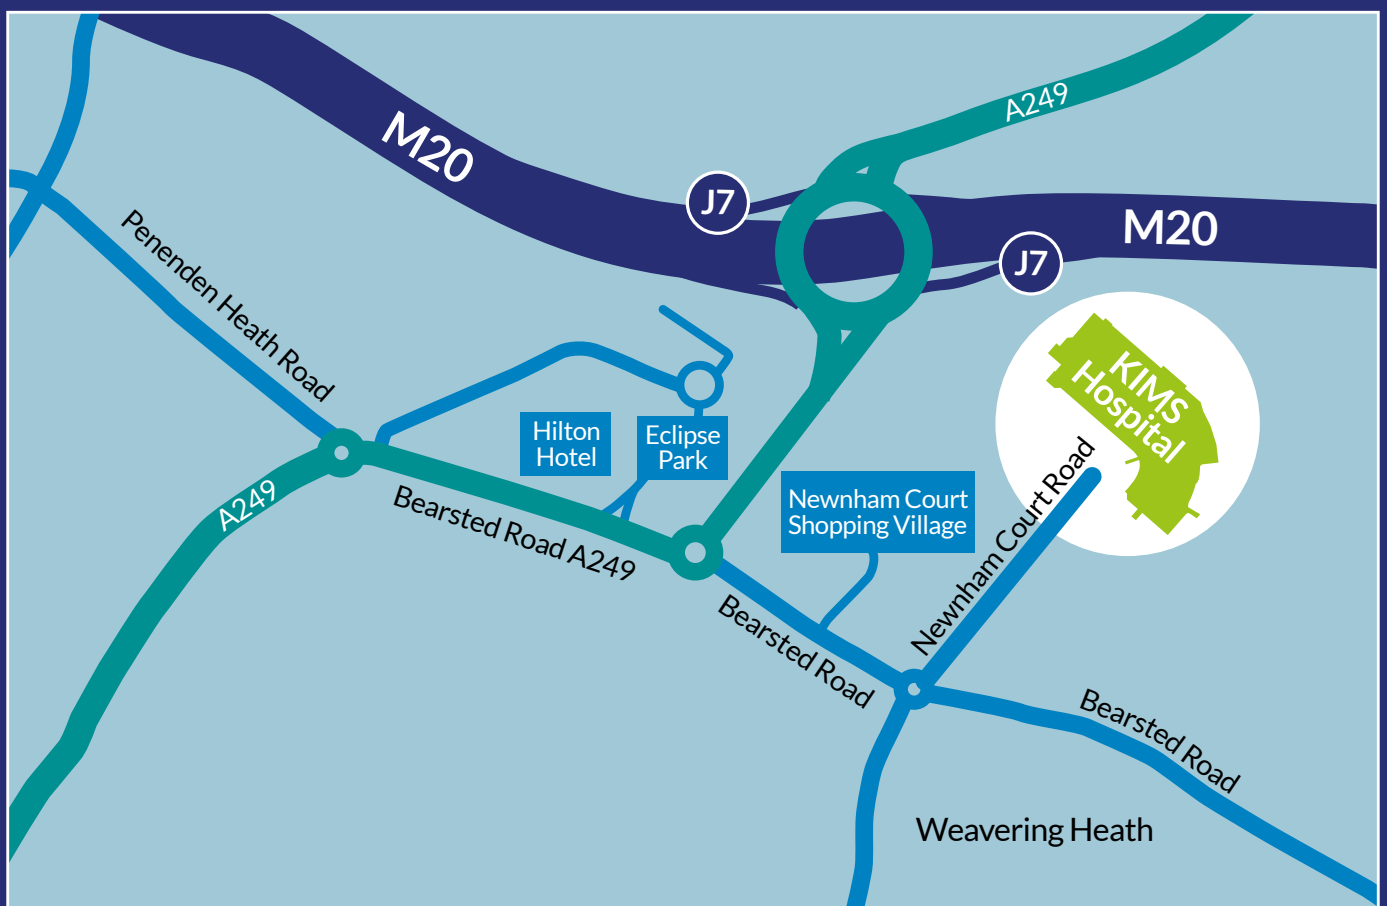 A249
M20
J7
M20
J7
Penenden Heath Road
KIMS
Hospital
Hilton
Hotel
Eclipse
Park
A249
Bearsted Road A249
Newnham Court
Shopping Village
Newnham Court Road
Bearsted Road
Bearsted Road
Weavering Heath